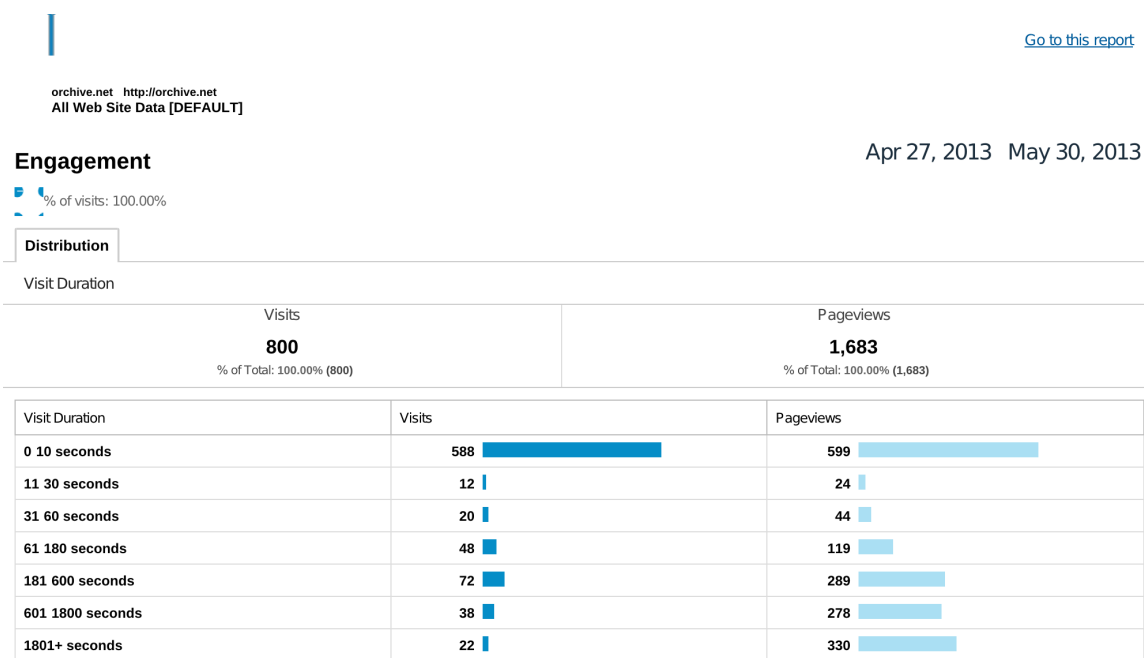 Go to this report
orchive.net http://orchive.net
All Web Site Data [DEFAULT]
Engagement
Apr 27, 2013 May 30, 2013
% of visits: 100.00%
Distribution
Visit Duration
Visits Pageviews
800 1,683
% of Total: 100.00% (800) % of Total: 100.00% (1,683)
Visit Duration Visits Pageviews
0 10 seconds 588 599
11 30 seconds 12 24
31 60 seconds 20 44
61 180 seconds 48 119
181 600 seconds 72 289
601 1800 seconds 38 278
1801+ seconds 22 330